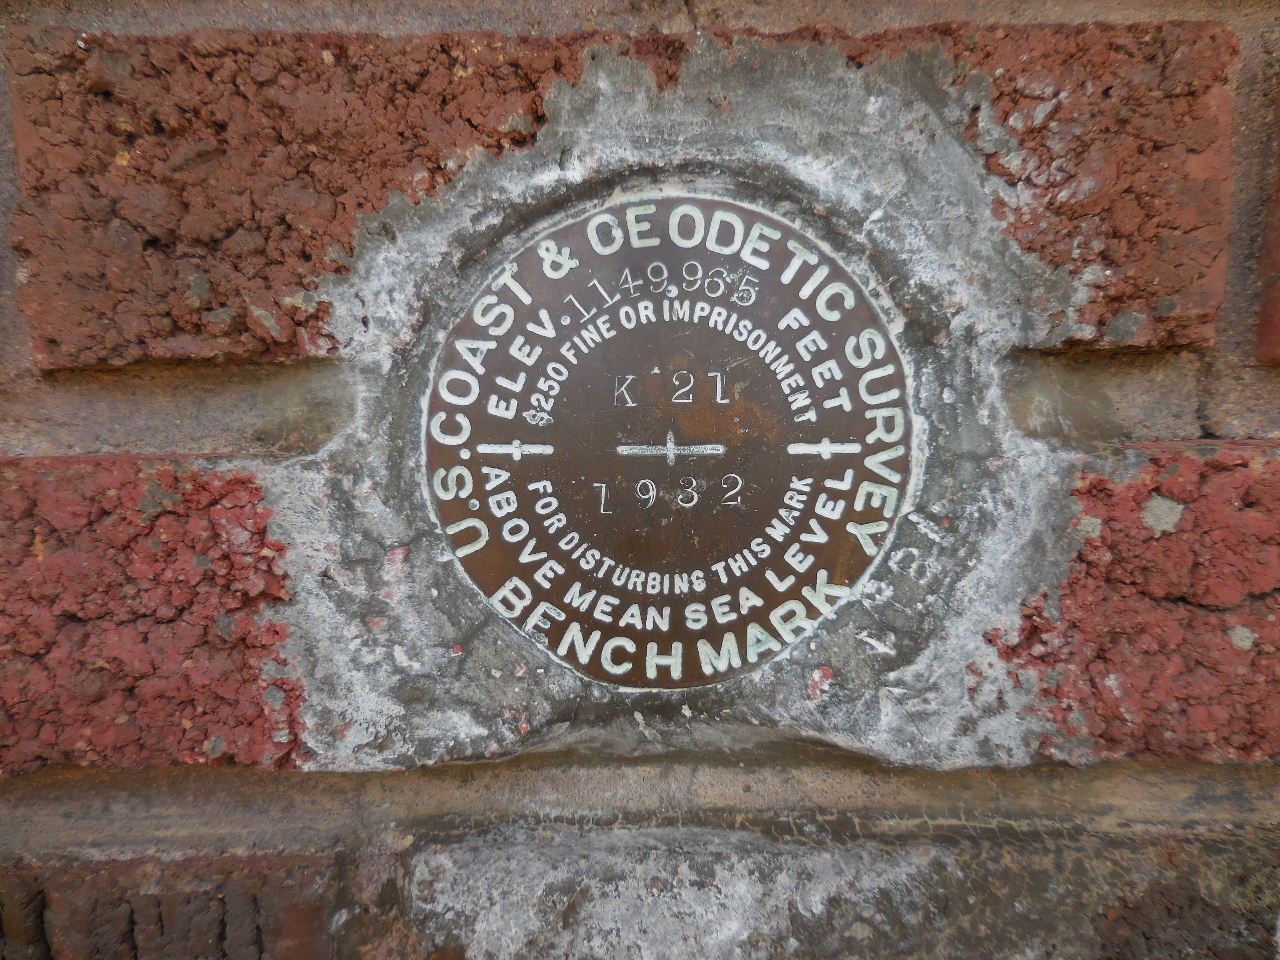 U.S. COAST & GEODETIC SURVEY
ELEV. 1149.965 FEET
$250 FINE OR IMPRISONMENT
K 21
1932
FOR DISTURBING THIS MARK
ABOVE MEAN SEA LEVEL
BENCH MARK